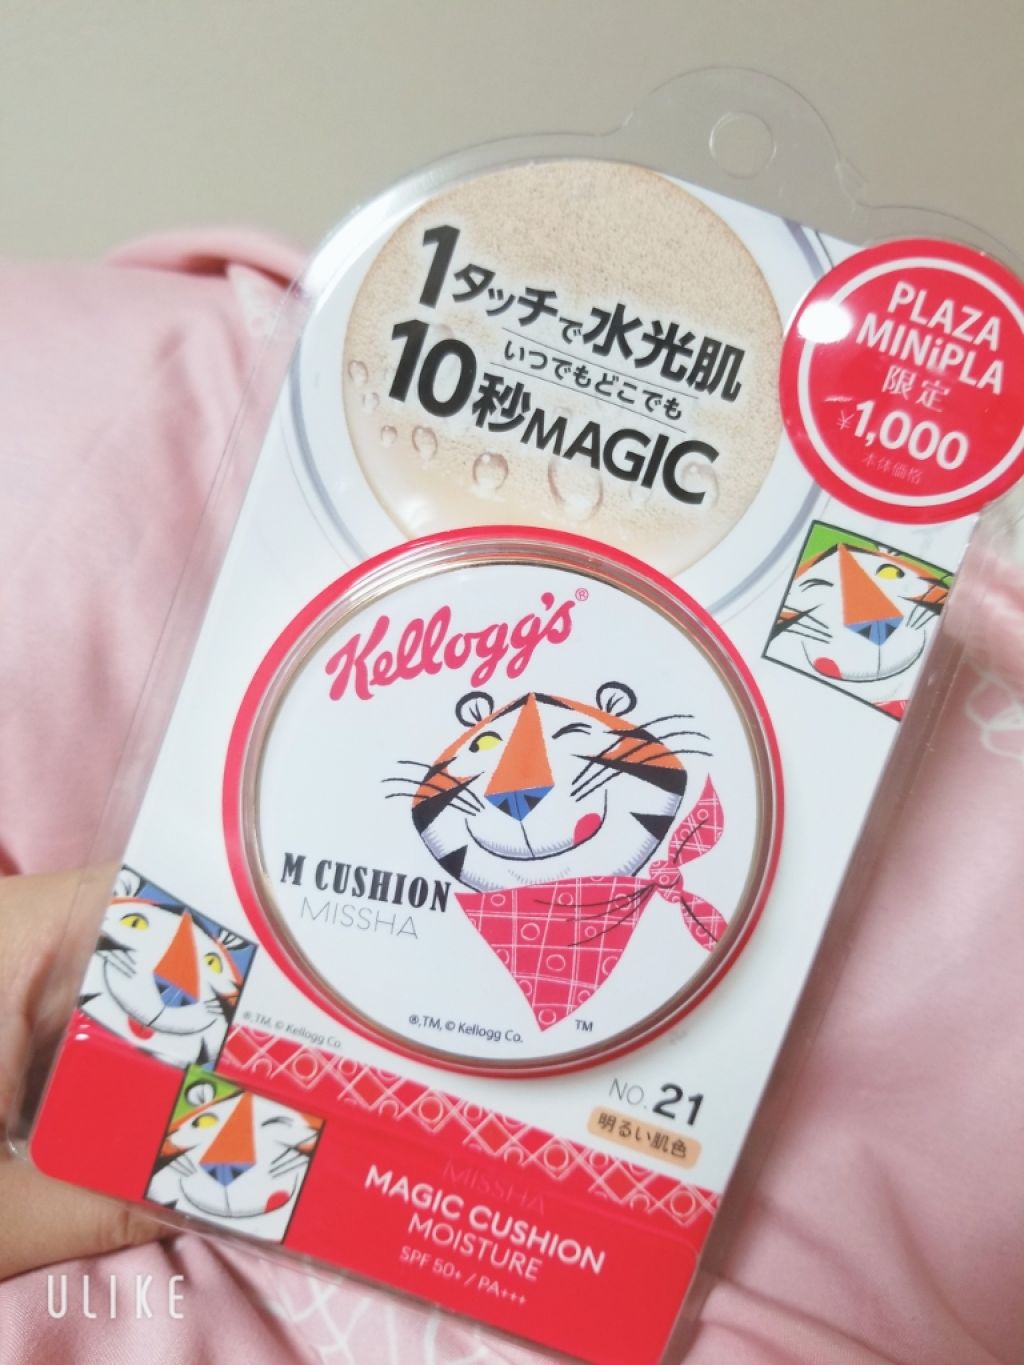 1タッチで水光肌
いつでもどこでも
10秒MAGIC
PLAZA
MINiPLA
限定
¥1,000
本体価格
Kellogg's®
M CUSHION
MISSHA
®,TM, © Kellogg Co.
TM
®,TM, © Kellogg Co.
NO. 21
明るい肌色
MISSHA
MAGIC CUSHION
MOISTURE
SPF 50+ / PA+++
ULIKE